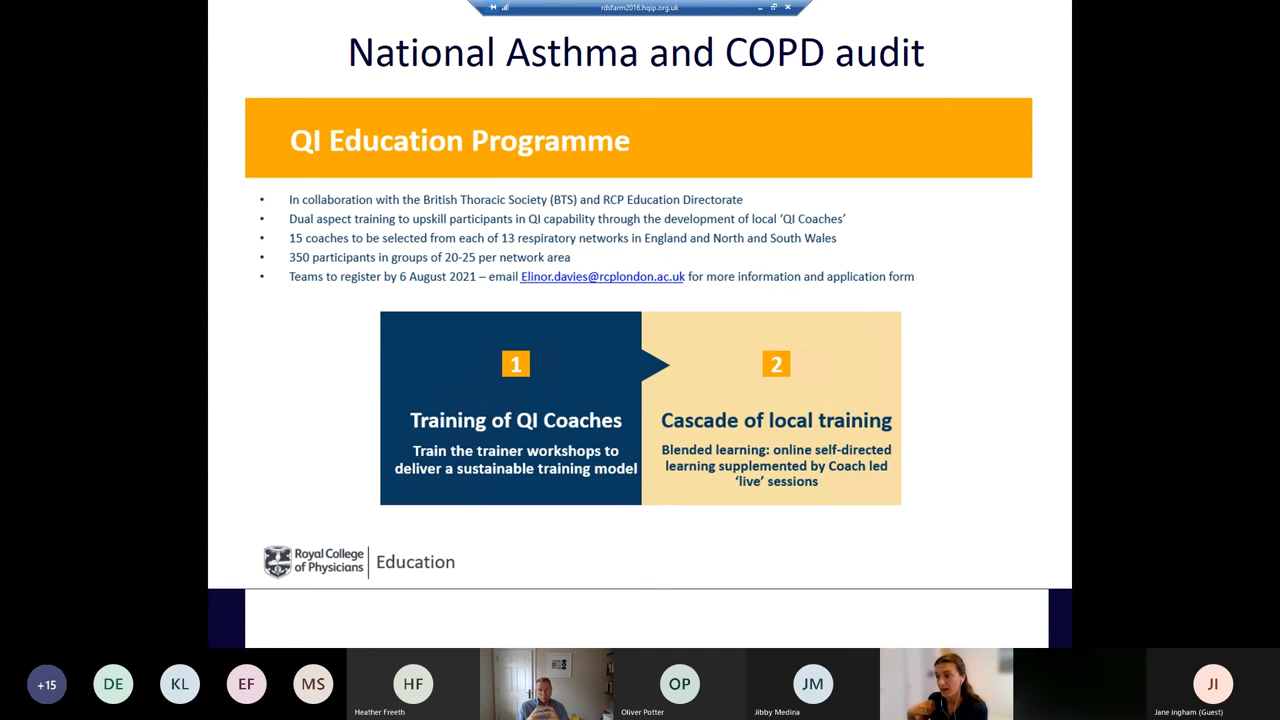 rdsfarm2016.hqip.org.uk
National Asthma and COPD audit
QI Education Programme
• In collaboration with the British Thoracic Society (BTS) and RCP Education Directorate
• Dual aspect training to upskill participants in QI capability through the development of local ‘QI Coaches’
• 15 coaches to be selected from each of 13 respiratory networks in England and North and South Wales
• 350 participants in groups of 20-25 per network area
• Teams to register by 6 August 2021 – email Elinor.davies@rcplondon.ac.uk for more information and application form
1
Training of QI Coaches
Train the trainer workshops to
deliver a sustainable training model
2
Cascade of local training
Blended learning: online self-directed
learning supplemented by Coach led
‘live’ sessions
Royal College
of Physicians
Education
+15
DE
KL
EF
MS
HF
Heather Freeth
OP
Oliver Potter
JM
Jibby Medina
JI
Jane ingham (Guest)